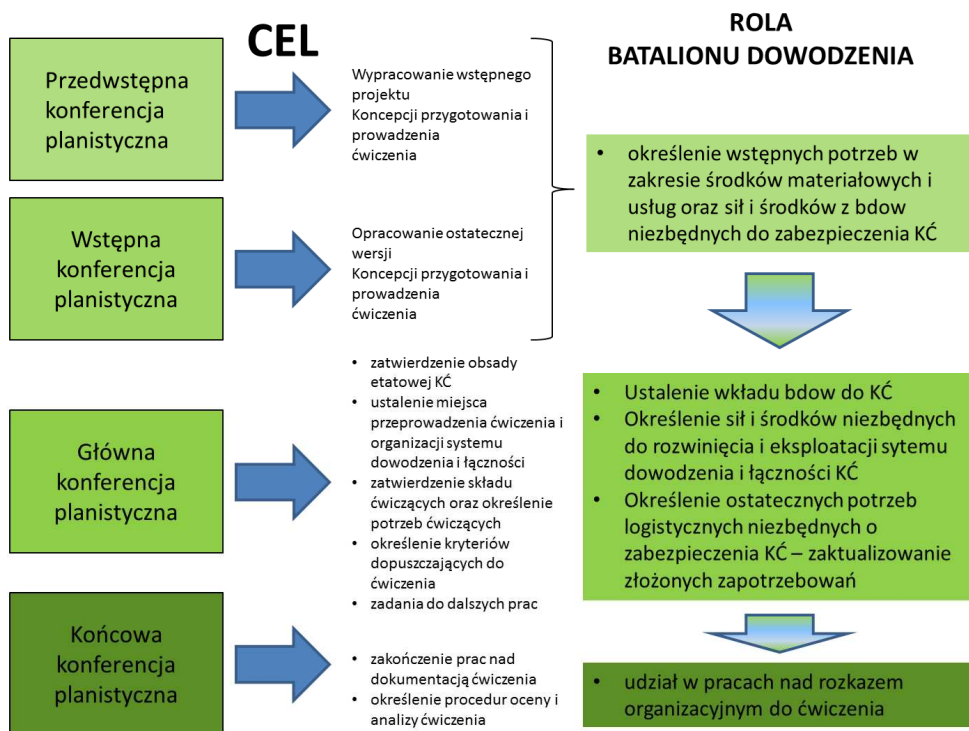 CEL
ROLA
BATALIONU DOWODZENIA
Przedwstępna
konferencja
planistyczna
Wypracowanie wstępnego
projektu
Koncepcji przygotowania i
prowadzenia
ćwiczenia
Wstępna
konferencja
planistyczna
Opracowanie ostatecznej
wersji
Koncepcji przygotowania i
prowadzenia
ćwiczenia
• określenie wstępnych potrzeb w
zakresie środków materiałowych i
usług oraz sił i środków z bdow
niezbędnych do zabezpieczenia KĆ
Główna
konferencja
planistyczna
• zatwierdzenie obsady
etatowej KĆ
• ustalenie miejsca
przeprowadzenia ćwiczenia i
organizacji systemu
dowodzenia i łączności
• zatwierdzenie składu
ćwiczących oraz określenie
potrzeb ćwiczących
• określenie kryteriów
dopuszczających do
ćwiczenia
• zadania do dalszych prac
• Ustalenie wkładu bdow do KĆ
• Określenie sił i środków niezbędnych
do rozwinięcia i eksploatacji sytemu
dowodzenia i łączności KĆ
• Określenie ostatecznych potrzeb
logistycznych niezbędnych o
zabezpieczenia KĆ – zaktualizowanie
złożonych zapotrzebowań
Końcowa
konferencja
planistyczna
• zakończenie prac nad
dokumentacją ćwiczenia
• określenie procedur oceny i
analizy ćwiczenia
• udział w pracach nad rozkazem
organizacyjnym do ćwiczenia